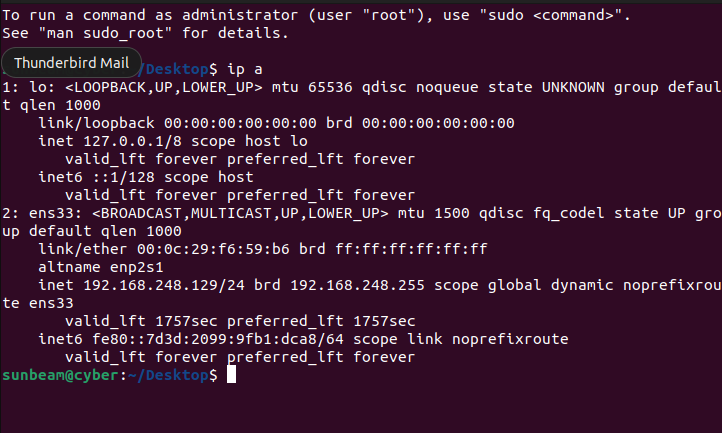 To run a command as administrator (user "root"), use "sudo <command>".
See "man sudo_root" for details.
Thunderbird Mail
/Desktop$ ip a
1: lo: <LOOPBACK,UP,LOWER_UP> mtu 65536 qdisc noqueue state UNKNOWN group defaul
t qlen 1000
    link/loopback 00:00:00:00:00:00 brd 00:00:00:00:00:00
    inet 127.0.0.1/8 scope host lo
       valid_lft forever preferred_lft forever
    inet6 ::1/128 scope host
       valid_lft forever preferred_lft forever
2: ens33: <BROADCAST,MULTICAST,UP,LOWER_UP> mtu 1500 qdisc fq_codel state UP gro
up default qlen 1000
    link/ether 00:0c:29:f6:59:b6 brd ff:ff:ff:ff:ff:ff
    altname enp2s1
    inet 192.168.248.129/24 brd 192.168.248.255 scope global dynamic noprefixrou
te ens33
       valid_lft 1757sec preferred_lft 1757sec
    inet6 fe80::7d3d:2099:9fb1:dca8/64 scope link noprefixroute
       valid_lft forever preferred_lft forever
sunbeam@cyber:~/Desktop$